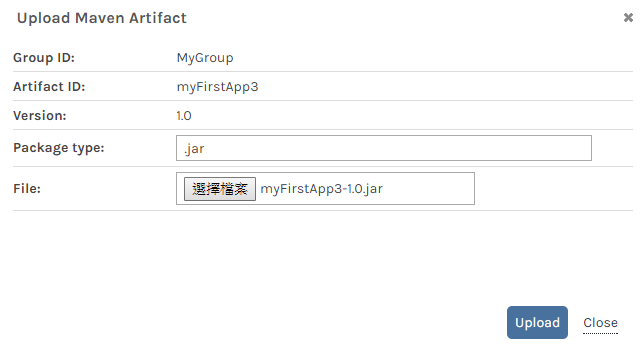 Upload Maven Artifact ✖
Group ID: MyGroup
Artifact ID: myFirstApp3
Version: 1.0
Package type: .jar
File: 選擇檔案 myFirstApp3-1.0.jar
Upload Close